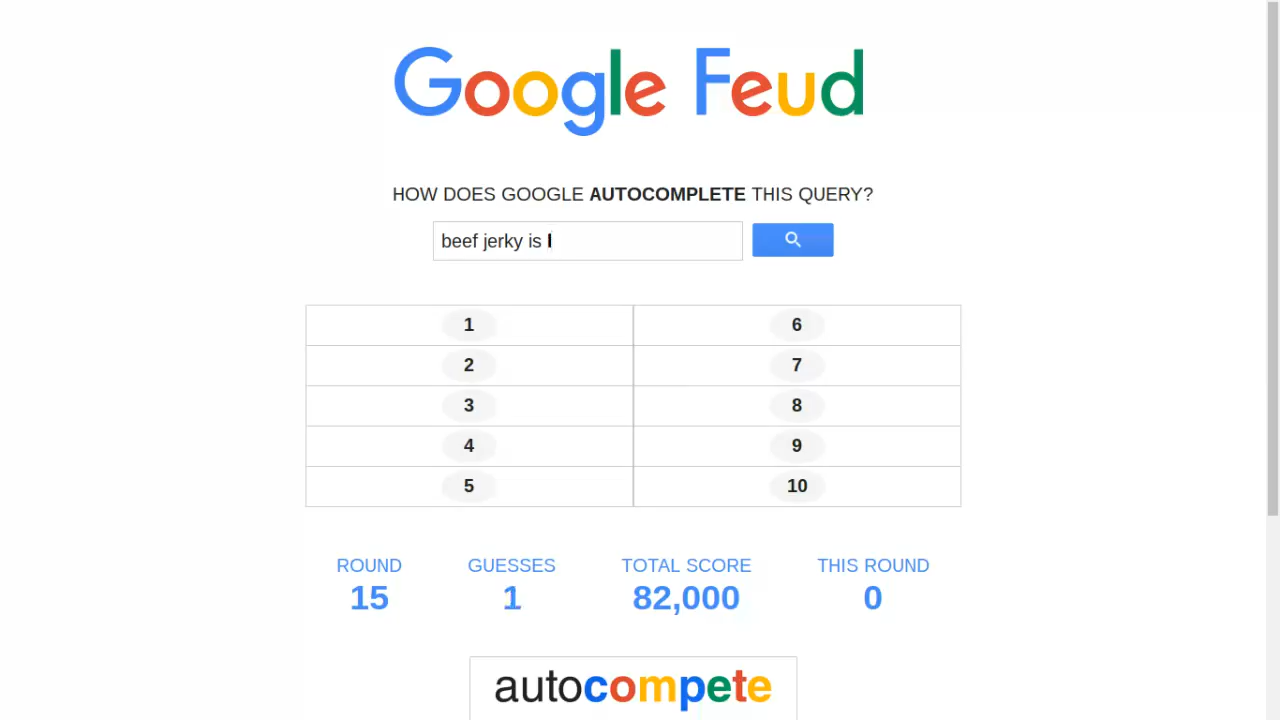 Google Feud
HOW DOES GOOGLE AUTOCOMPLETE THIS QUERY?
beef jerky is
1
6
2
7
3
8
4
9
5
10
ROUND
GUESSES
TOTAL SCORE
THIS ROUND
15
1
82,000
0
autocompete